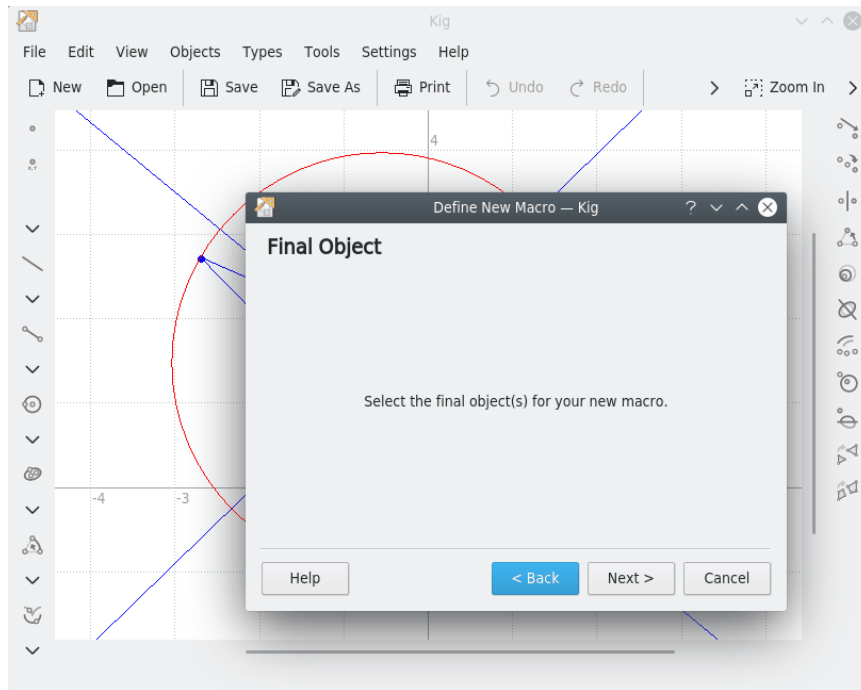 Kig
File Edit View Objects Types Tools Settings Help
New Open Save Save As Print Undo Redo > Zoom In >
4
x,y
Define New Macro — Kig ?
Final Object
Select the final object(s) for your new macro.
-4 -3
Help < Back Next > Cancel